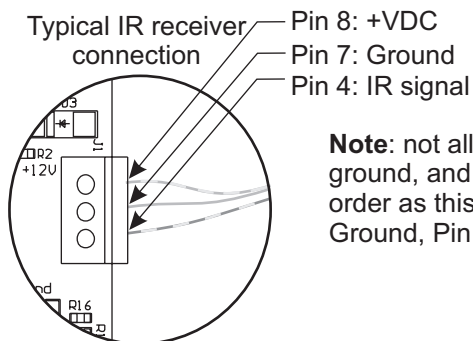 Typical IR receiver
connection
Pin 8: +VDC
Pin 7: Ground
Pin 4: IR signal
Note: not all
ground, and
order as this
Ground, Pin
J1
R2
+12V
R16